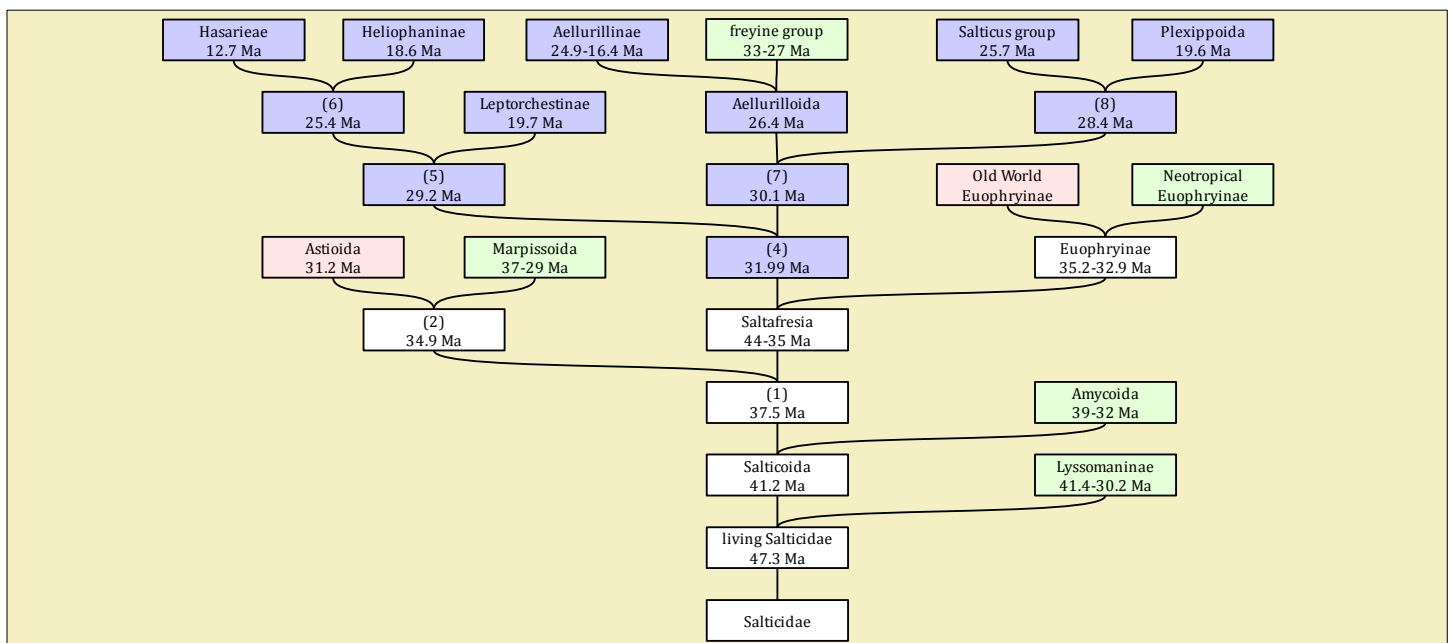 Hasarieae
12.7 Ma
Heliophaninae
18.6 Ma
Aellurillinae
24.9-16.4 Ma
freyine group
33-27 Ma
Salticus group
25.7 Ma
Plexippoida
19.6 Ma
(6)
25.4 Ma
Leptorchestinae
19.7 Ma
Aellurilloida
26.4 Ma
(8)
28.4 Ma
(5)
29.2 Ma
(7)
30.1 Ma
Old World
Euophryinae
Neotropical
Euophryinae
Astioida
31.2 Ma
Marpissoida
37-29 Ma
(4)
31.99 Ma
Euophryinae
35.2-32.9 Ma
(2)
34.9 Ma
Saltafresia
44-35 Ma
(1)
37.5 Ma
Amycoida
39-32 Ma
Salticoida
41.2 Ma
Lyssomaninae
41.4-30.2 Ma
living Salticidae
47.3 Ma
Salticidae